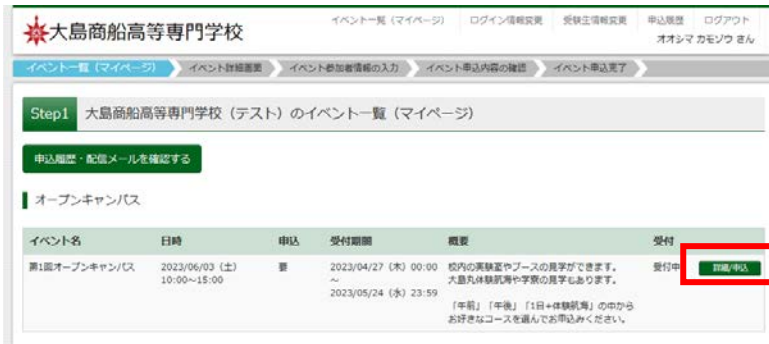 大島商船高等専門学校
イベント一覧（マイページ） ログイン情報変更 受験生情報変更 申込履歴 ログアウト
オオシマ カモゾウ さん
イベント一覧（マイページ） イベント詳細画面 イベント参加者情報の入力 イベント申込内容の確認 イベント申込完了
Step1 大島商船高等専門学校（テスト）のイベント一覧（マイページ）
申込履歴・配信メールを確認する
オープンキャンパス
イベント名 日時 申込 受付期間 概要 受付
第1回オープンキャンパス 2023/06/03（土） 要 2023/04/27（木）00:00 校内の実験室やブースの見学ができます。 受付中 詳細/申込
10:00～15:00 ～ 大島丸体験航海や学寮の見学もあります。
2023/05/24（水）23:59
「午前」「午後」「1日+体験航海」の中から
お好きなコースを選んでお申込みください。